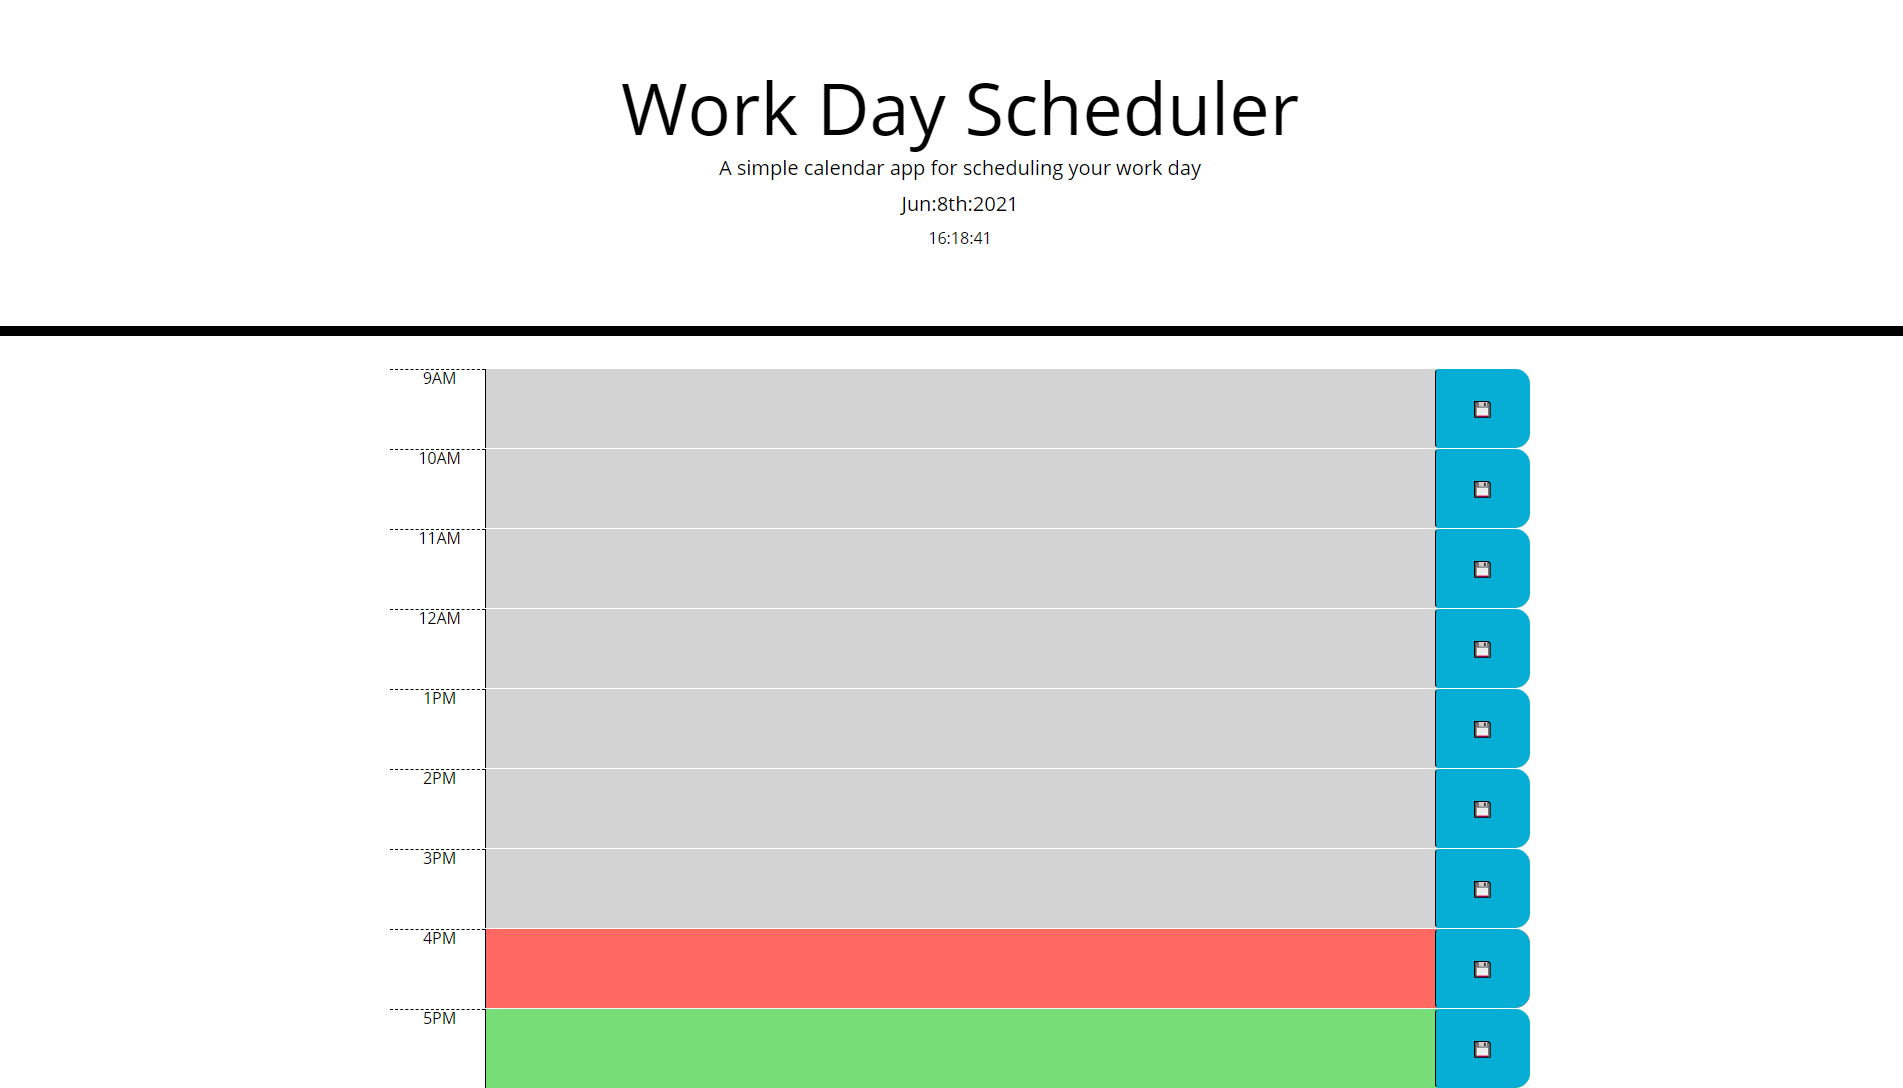 Work Day Scheduler
A simple calendar app for scheduling your work day
Jun:8th:2021
16:18:41
9AM
10AM
11AM
12AM
1PM
2PM
3PM
4PM
5PM